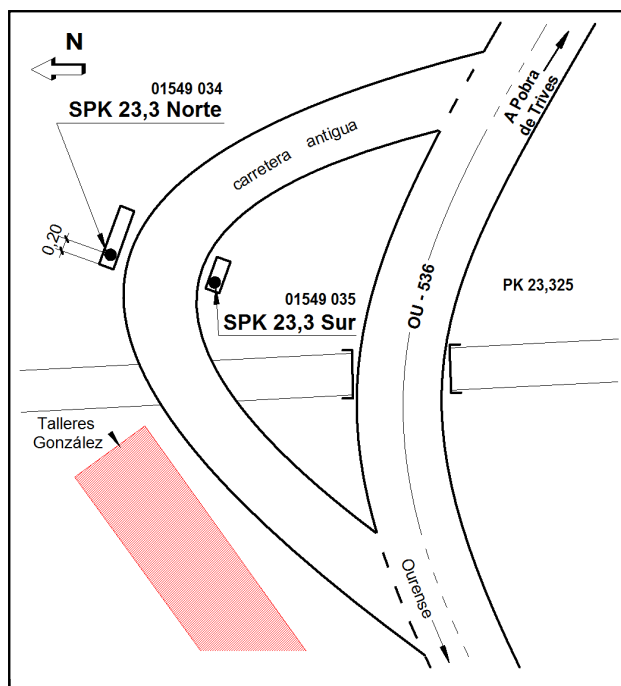 N
01549 034
SPK 23,3 Norte
A Pobra
de Trives
carretera antigua
0,20
OU - 536
PK 23,325
01549 035
SPK 23,3 Sur
Talleres
González
Ourense